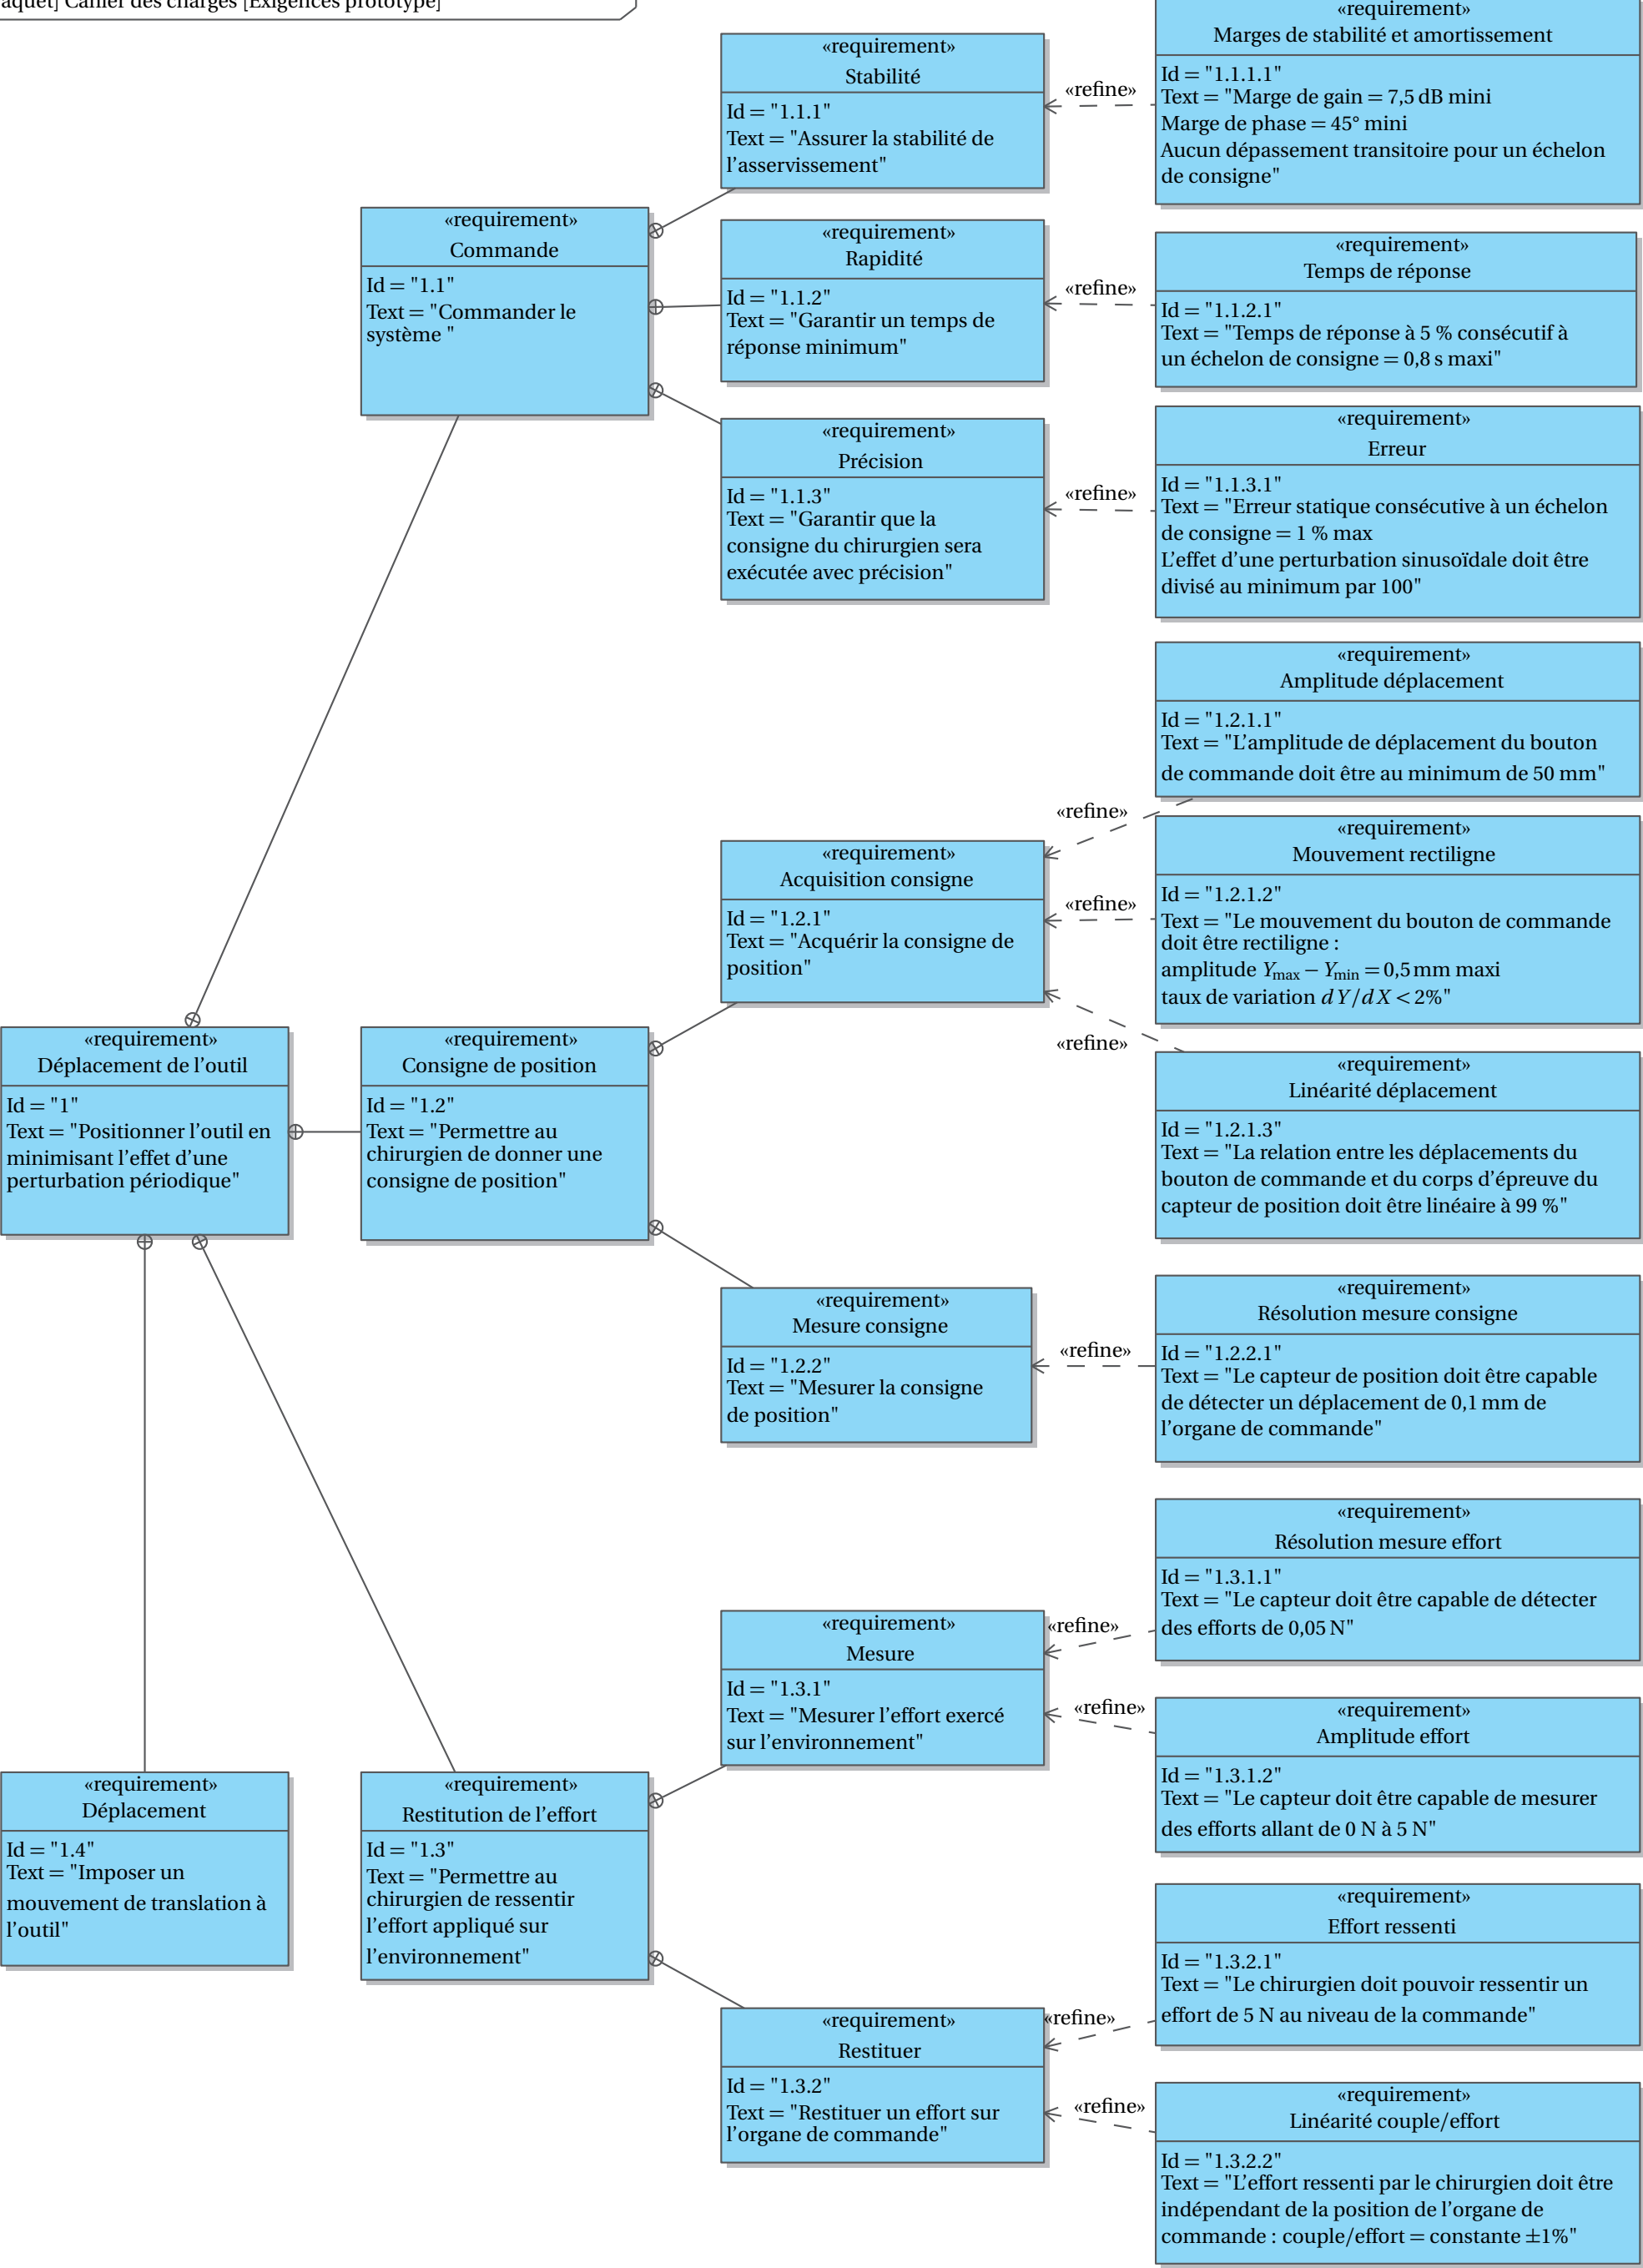 aquet] Cahier des charges [Exigences prototype]
«requirement»
Marges de stabilité et amortissement
Id = "1.1.1.1"
Text = "Marge de gain = 7,5 dB mini
Marge de phase = 45° mini
Aucun dépassement transitoire pour un échelon
de consigne"
«requirement»
Stabilité
Id = "1.1.1"
Text = "Assurer la stabilité de
l'asservissement"
«refine»
«requirement»
Commande
Id = "1.1"
Text = "Commander le
système "
«requirement»
Rapidité
Id = "1.1.2"
Text = "Garantir un temps de
réponse minimum"
«refine»
«requirement»
Temps de réponse
Id = "1.1.2.1"
Text = "Temps de réponse à 5 % consécutif à
un échelon de consigne = 0,8 s maxi"
«requirement»
Précision
Id = "1.1.3"
Text = "Garantir que la
consigne du chirurgien sera
exécutée avec précision"
«refine»
«requirement»
Erreur
Id = "1.1.3.1"
Text = "Erreur statique consécutive à un échelon
de consigne = 1 % max
L'effet d'une perturbation sinusoïdale doit être
divisé au minimum par 100"
«requirement»
Amplitude déplacement
Id = "1.2.1.1"
Text = "L'amplitude de déplacement du bouton
de commande doit être au minimum de 50 mm"
«refine»
«requirement»
Acquisition consigne
Id = "1.2.1"
Text = "Acquérir la consigne de
position"
«refine»
«requirement»
Mouvement rectiligne
Id = "1.2.1.2"
Text = "Le mouvement du bouton de commande
doit être rectiligne :
amplitude Ymax − Ymin = 0,5 mm maxi
taux de variation dY/dX < 2%"
«refine»
«requirement»
Linéarité déplacement
Id = "1.2.1.3"
Text = "La relation entre les déplacements du
bouton de commande et du corps d'épreuve du
capteur de position doit être linéaire à 99 %"
«requirement»
Déplacement de l'outil
Id = "1"
Text = "Positionner l'outil en
minimisant l'effet d'une
perturbation périodique"
«requirement»
Consigne de position
Id = "1.2"
Text = "Permettre au
chirurgien de donner une
consigne de position"
«requirement»
Mesure consigne
Id = "1.2.2"
Text = "Mesurer la consigne
de position"
«refine»
«requirement»
Résolution mesure consigne
Id = "1.2.2.1"
Text = "Le capteur de position doit être capable
de détecter un déplacement de 0,1 mm de
l'organe de commande"
«requirement»
Résolution mesure effort
Id = "1.3.1.1"
Text = "Le capteur doit être capable de détecter
des efforts de 0,05 N"
«refine»
«requirement»
Mesure
Id = "1.3.1"
Text = "Mesurer l'effort exercé
sur l'environnement"
«refine»
«requirement»
Amplitude effort
Id = "1.3.1.2"
Text = "Le capteur doit être capable de mesurer
des efforts allant de 0 N à 5 N"
«requirement»
Déplacement
Id = "1.4"
Text = "Imposer un
mouvement de translation à
l'outil"
«requirement»
Restitution de l'effort
Id = "1.3"
Text = "Permettre au
chirurgien de ressentir
l'effort appliqué sur
l'environnement"
«requirement»
Effort ressenti
Id = "1.3.2.1"
Text = "Le chirurgien doit pouvoir ressentir un
effort de 5 N au niveau de la commande"
«refine»
«requirement»
Restituer
Id = "1.3.2"
Text = "Restituer un effort sur
l'organe de commande"
«refine»
«requirement»
Linéarité couple/effort
Id = "1.3.2.2"
Text = "L'effort ressenti par le chirurgien doit être
indépendant de la position de l'organe de
commande : couple/effort = constante ±1%"